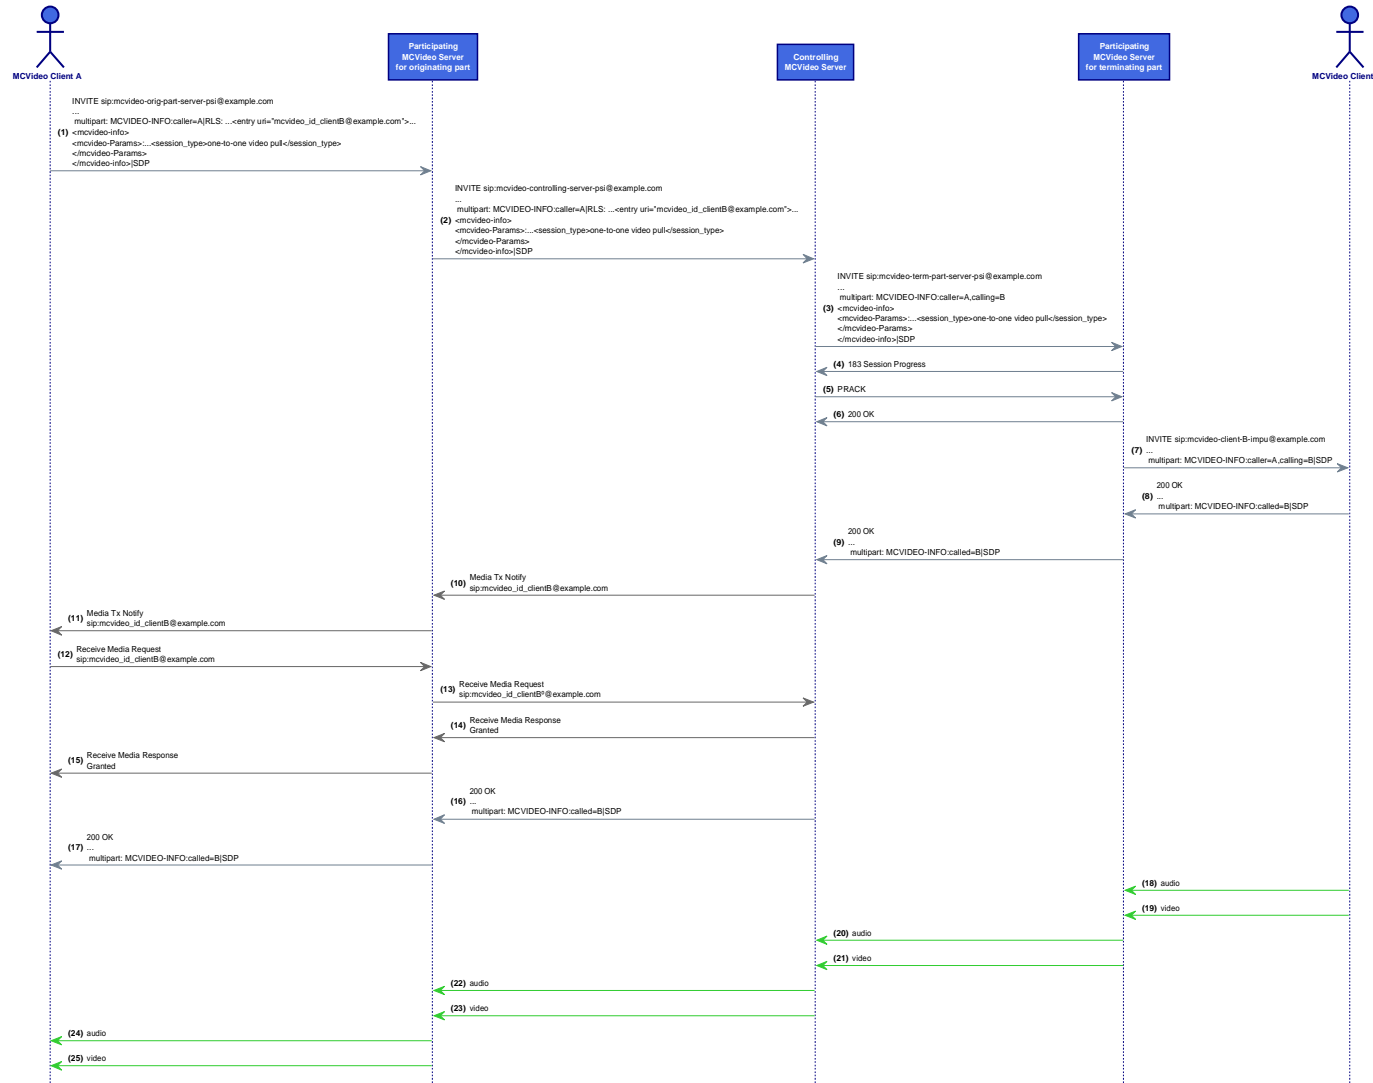 MCVideo Client A
Participating
MCVideo Server
for originating part
Controlling
MCVideo Server
Participating
MCVideo Server
for terminating part
MCVideo Client
INVITE sip:mcvideo-orig-part-server-psi@example.com
...
multipart: MCVIDEO-INFO:caller=A|RLS: ...<entry uri="mcvideo_id_clientB@example.com">...
(1) <mcvideo-info>
<mcvideo-Params>:...<session_type>one-to-one video pull</session_type>
</mcvideo-Params>
</mcvideo-info>|SDP
INVITE sip:mcvideo-controlling-server-psi@example.com
...
multipart: MCVIDEO-INFO:caller=A|RLS: ...<entry uri="mcvideo_id_clientB@example.com">...
(2) <mcvideo-info>
<mcvideo-Params>:...<session_type>one-to-one video pull</session_type>
</mcvideo-Params>
</mcvideo-info>|SDP
INVITE sip:mcvideo-term-part-server-psi@example.com
...
multipart: MCVIDEO-INFO:caller=A,calling=B
(3) <mcvideo-info>
<mcvideo-Params>:...<session_type>one-to-one video pull</session_type>
</mcvideo-Params>
</mcvideo-info>|SDP
(4) 183 Session Progress
(5) PRACK
(6) 200 OK
INVITE sip:mcvideo-client-B-impu@example.com
(7) ...
multipart: MCVIDEO-INFO:caller=A,calling=B|SDP
200 OK
(8) ...
multipart: MCVIDEO-INFO:called=B|SDP
200 OK
(9) ...
multipart: MCVIDEO-INFO:called=B|SDP
(10) Media Tx Notify
sip:mcvideo_id_clientB@example.com
(11) Media Tx Notify
sip:mcvideo_id_clientB@example.com
(12) Receive Media Request
sip:mcvideo_id_clientB@example.com
(13) Receive Media Request
sip:mcvideo_id_clientBº@example.com
(14) Receive Media Response
Granted
(15) Receive Media Response
Granted
200 OK
(16) ...
multipart: MCVIDEO-INFO:called=B|SDP
200 OK
(17) ...
multipart: MCVIDEO-INFO:called=B|SDP
(18) audio
(19) video
(20) audio
(21) video
(22) audio
(23) video
(24) audio
(25) video